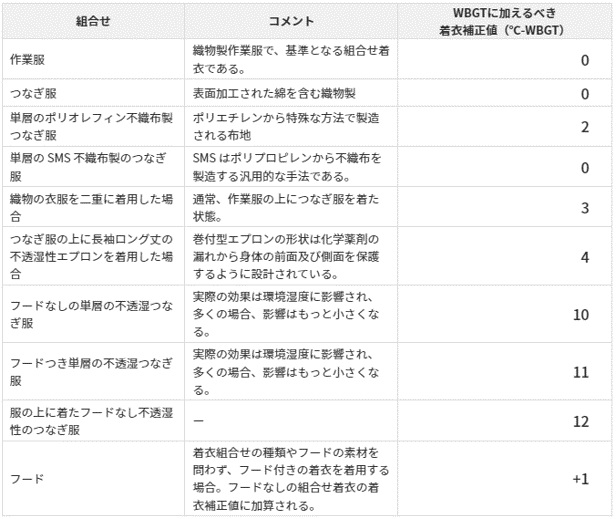 組合せ
コメント
WBGTに加えるべき
着衣補正値（℃-WBGT）
作業服
織物製作業服で、基準となる組合せ着
衣である。
0
つなぎ服
表面加工された綿を含む織物製
0
単層のポリオレフィン不織布製
つなぎ服
ポリエチレンから特殊な方法で製造
される布地
2
単層の SMS 不織布製のつなぎ
服
SMS はポリプロピレンから不織布を
製造する汎用的な手法である。
0
織物の衣服を二重に着用した場
合
通常、作業服の上につなぎ服を着た
状態。
3
つなぎ服の上に長袖ロング丈の
不透湿性エプロンを着用した場
合
巻付型エプロンの形状は化学薬剤の
漏れから身体の前面及び側面を保護
するように設計されている。
4
フードなしの単層の不透湿つな
ぎ服
実際の効果は環境湿度に影響され、
多くの場合、影響はもっと小さくな
る。
10
フードつき単層の不透湿つなぎ
服
実際の効果は環境湿度に影響され、
多くの場合、影響はもっと小さくな
る。
11
服の上に着たフードなし不透湿
性のつなぎ服
—
12
フード
着衣組合せの種類やフードの素材を
問わず、フード付きの着衣を着用する
場合。フードなしの組合せ着衣の着
衣補正値に加算される。
+1